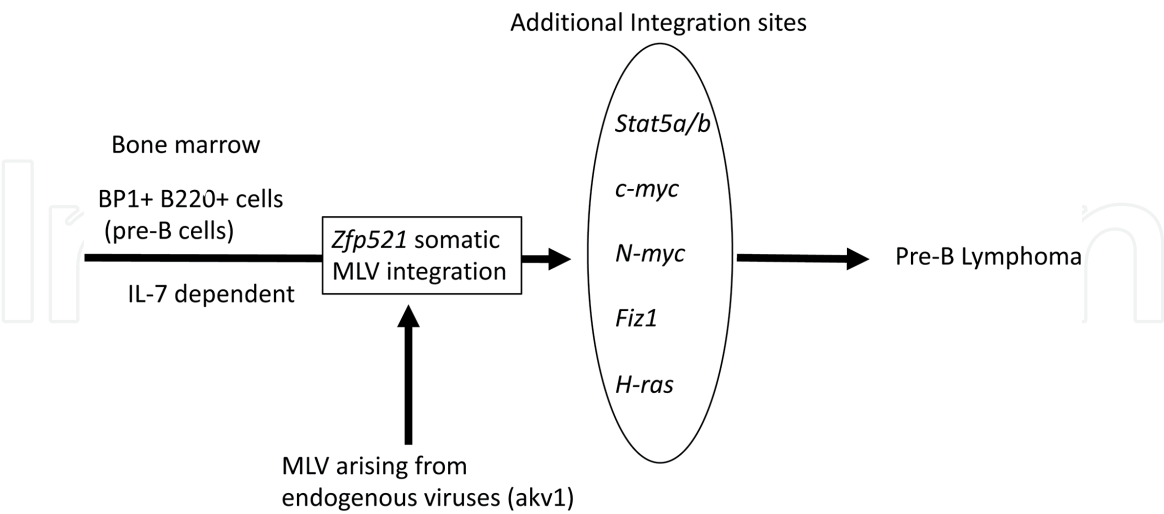 Additional Integration sites
Bone marrow
BP1+ B220+ cells
(pre-B cells)
IL-7 dependent
Zfp521 somatic
MLV integration
MLV arising from
endogenous viruses (akv1)
Stat5a/b
c-myc
N-myc
Fiz1
H-ras
Pre-B Lymphoma